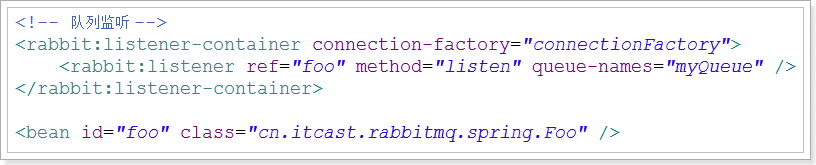 <!-- 队列监听 -->
<rabbit:listener-container connection-factory="connectionFactory">
    <rabbit:listener ref="foo" method="listen" queue-names="myQueue" />
</rabbit:listener-container>
<bean id="foo" class="cn.itcast.rabbitmq.spring.Foo" />